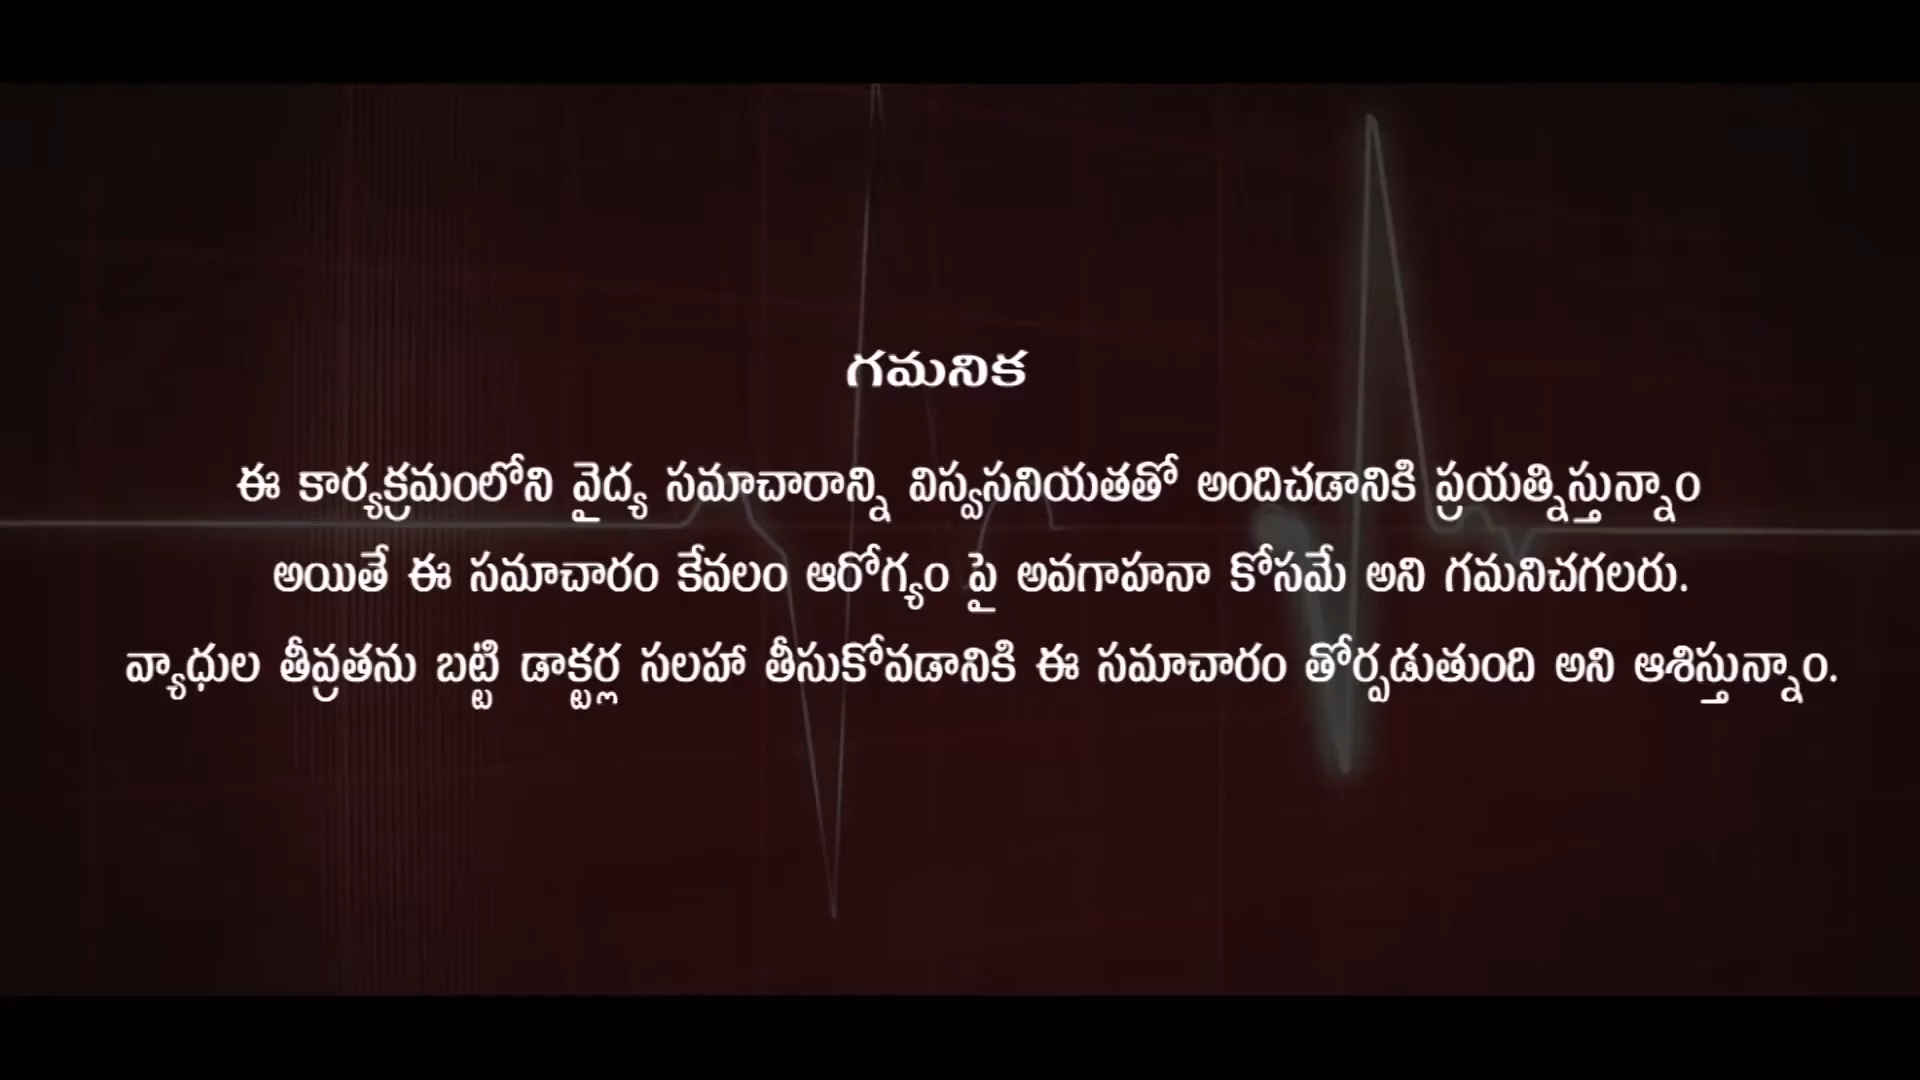 గమనిక
ఈ కార్యక్రమంలోని వైద్య సమాచారాన్ని విస్వసనియతతో అందిచడానికి ప్రయత్నిస్తున్నాం
అయితే ఈ సమాచారం కేవలం ఆరోగ్యం పై అవగాహనా కోసమే అని గమనిచగలరు.
వ్యాధుల తీవ్రతను బట్టి డాక్టర్ల సలహా తీసుకోవడానికి ఈ సమాచారం తోర్పడుతుంది అని ఆశిస్తున్నాం.